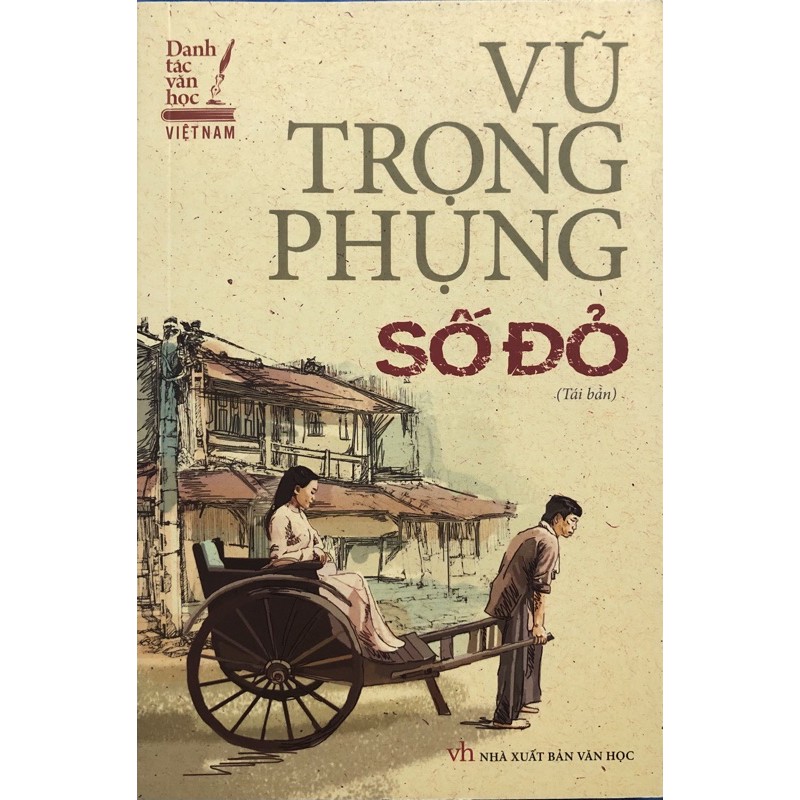 Danh
tác
văn
học
VIỆTNAM
VŨ
TRỌNG
PHỤNG
SỐ ĐỎ
(Tái bản)
vh NHÀ XUẤT BẢN VĂN HỌC